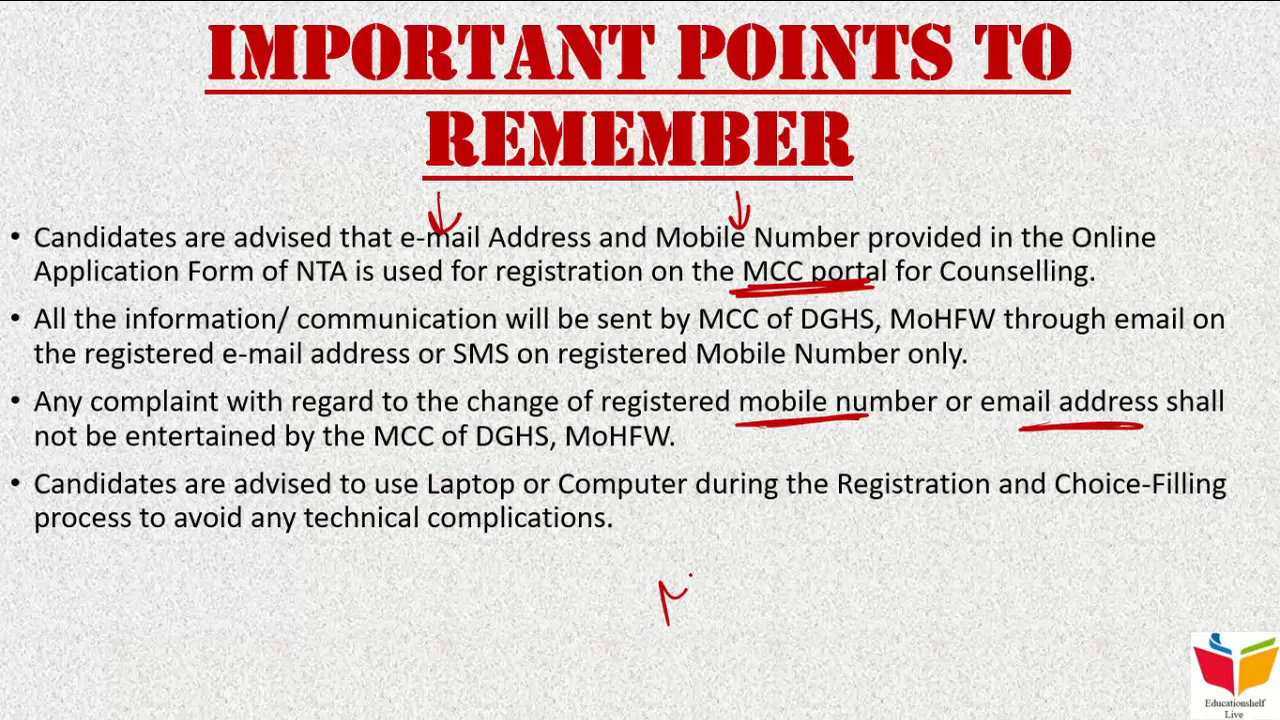 IMPORTANT POINTS TO
REMEMBER
• Candidates are advised that e-mail Address and Mobile Number provided in the Online
Application Form of NTA is used for registration on the MCC portal for Counselling.
• All the information/ communication will be sent by MCC of DGHS, MoHFW through email on
the registered e-mail address or SMS on registered Mobile Number only.
• Any complaint with regard to the change of registered mobile number or email address shall
not be entertained by the MCC of DGHS, MoHFW.
• Candidates are advised to use Laptop or Computer during the Registration and Choice-Filling
process to avoid any technical complications.
Educationshelf
Live